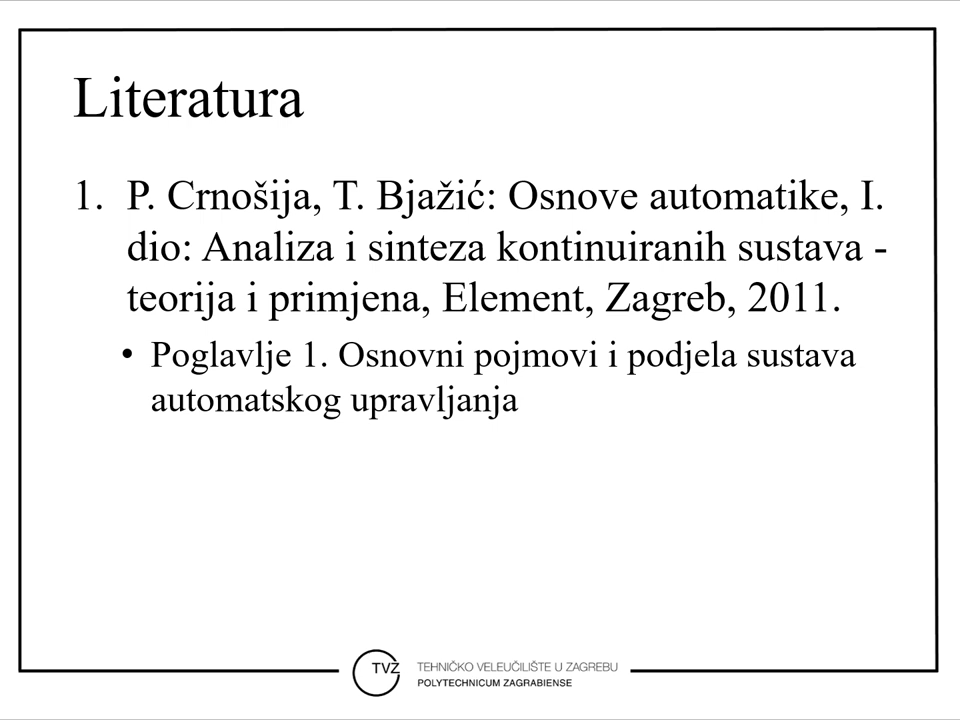 Literatura
1. P. Crnošija, T. Bjažić: Osnove automatike, I.
dio: Analiza i sinteza kontinuiranih sustava -
teorija i primjena, Element, Zagreb, 2011.
• Poglavlje 1. Osnovni pojmovi i podjela sustava
automatskog upravljanja
TVZ
TEHNIČKO VELEUČILIŠTE U ZAGREBU
POLYTECHNICUM ZAGRABIENSE